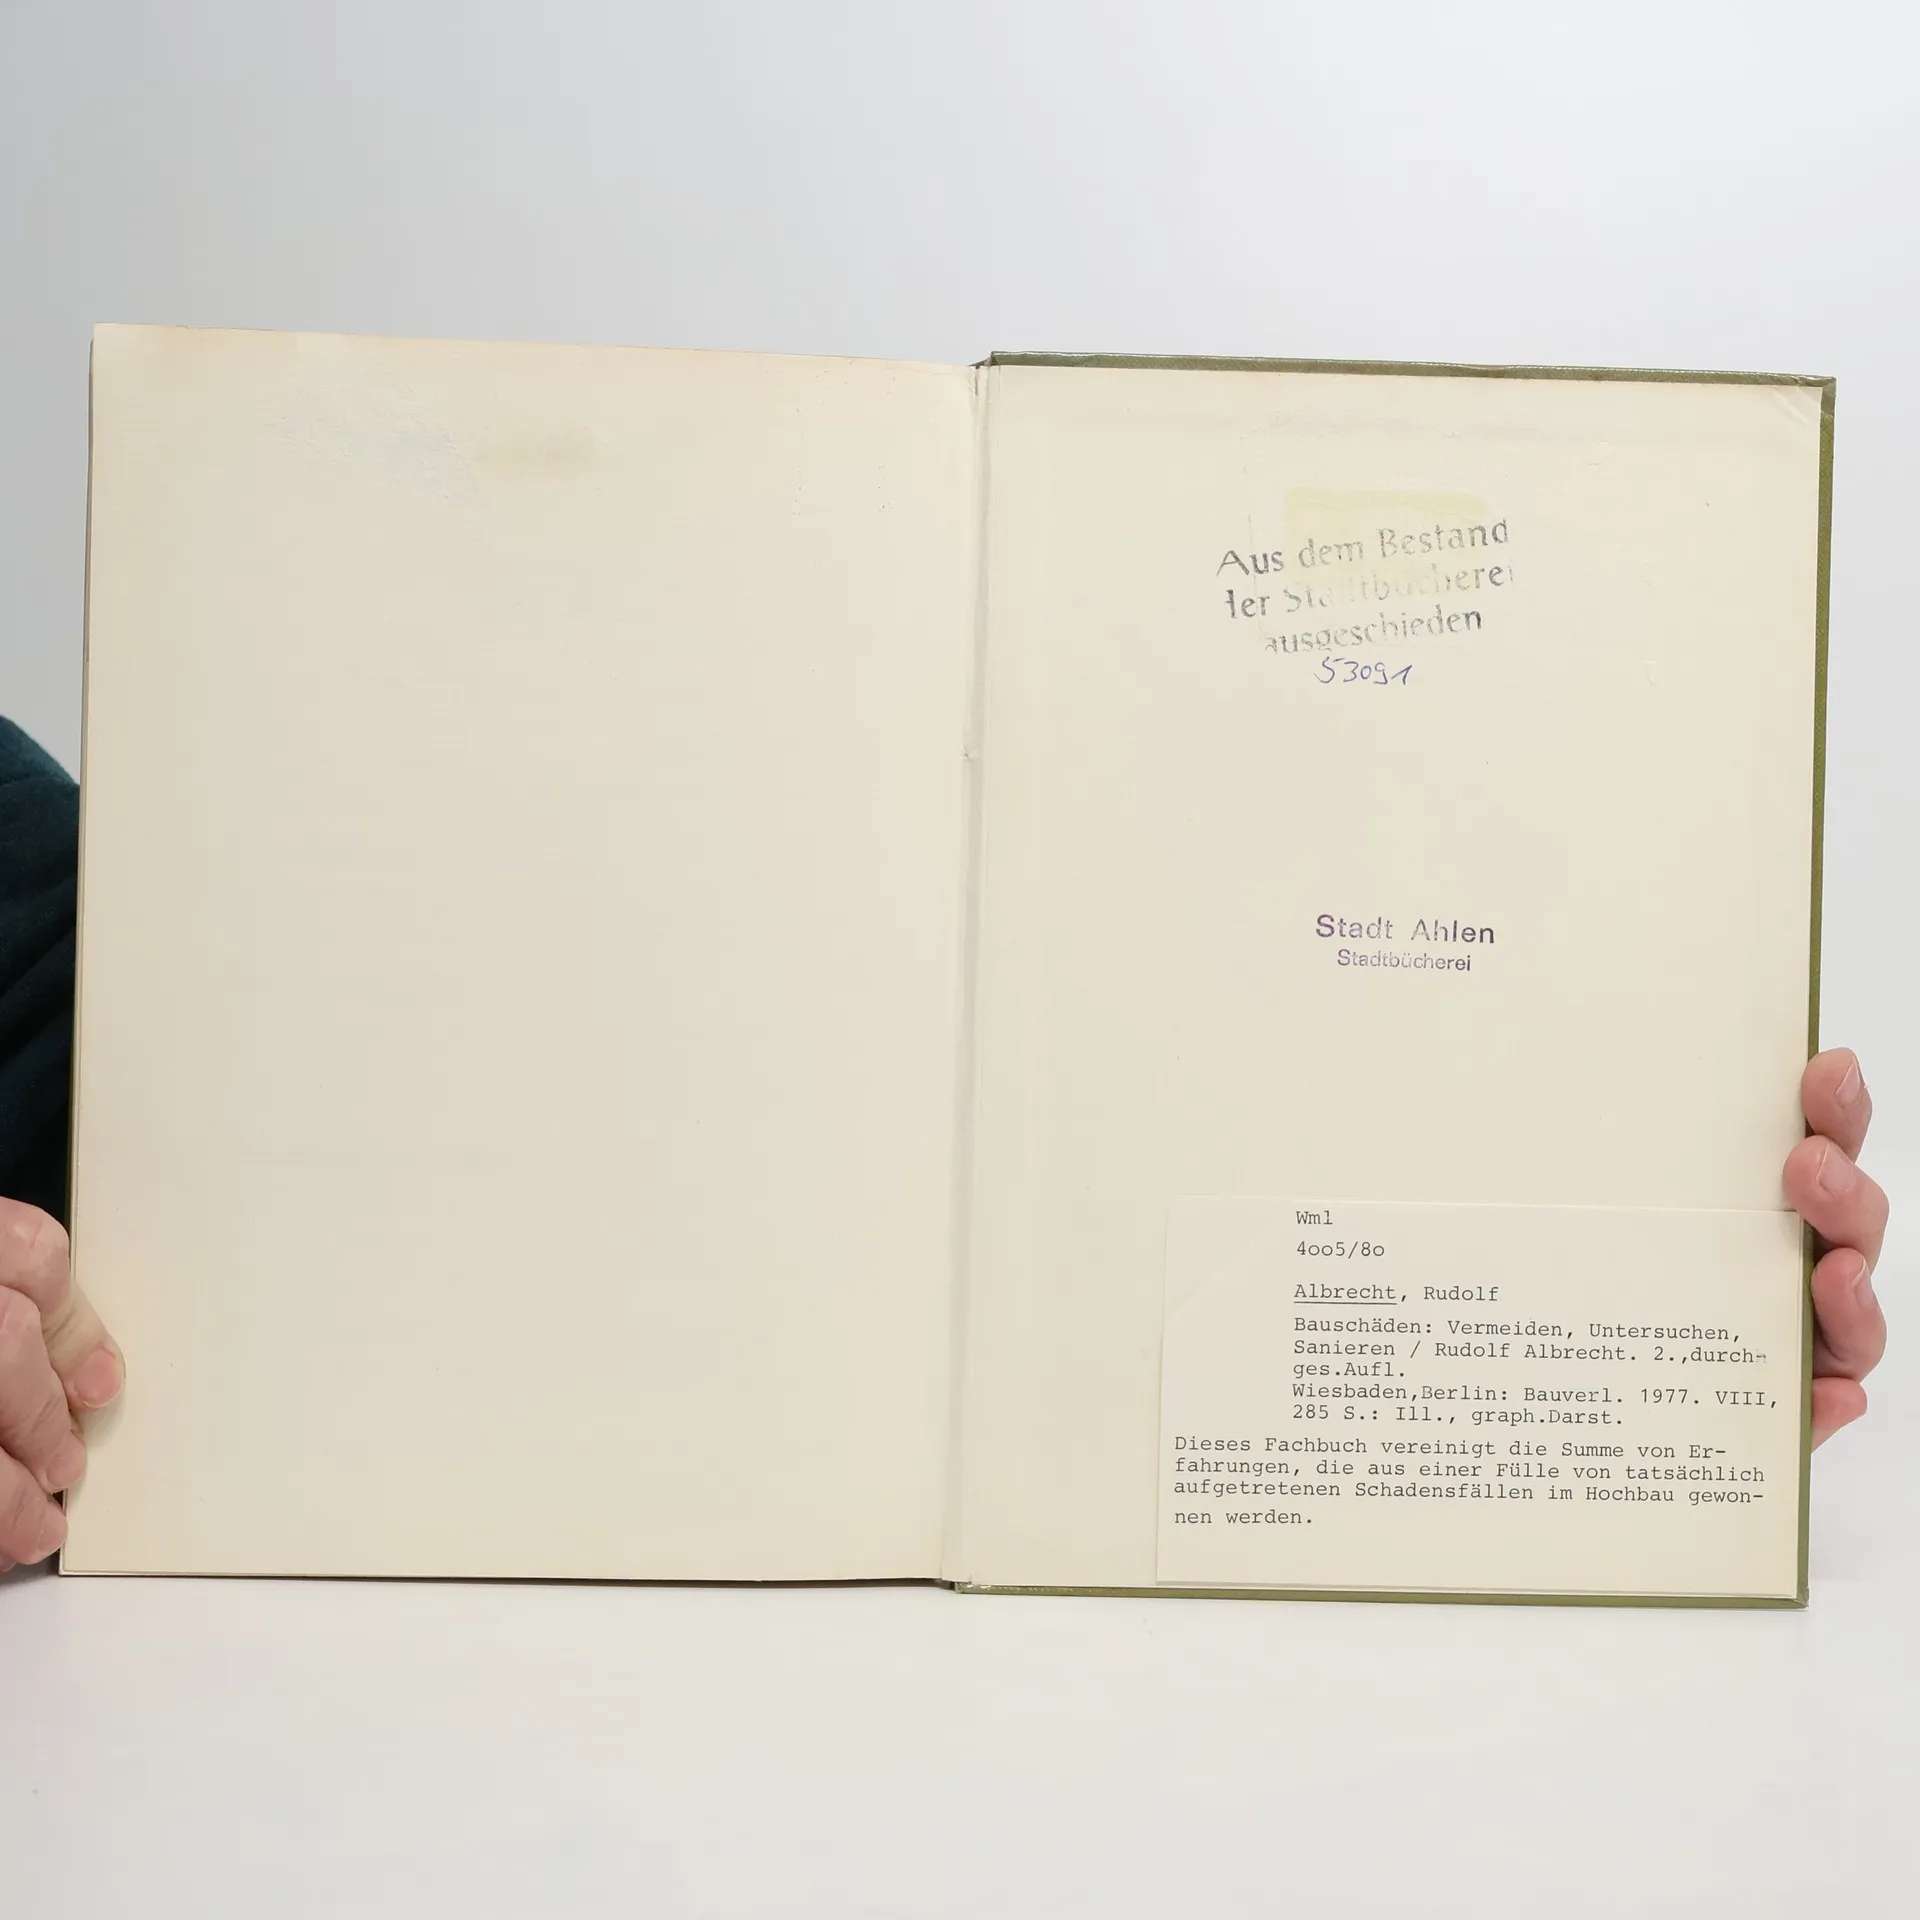 Aus dem Bestand
der Stadtbücherei
ausgeschieden
53091
Stadt Ahlen
Stadtbücherei
Wml
4oo5/8o
Albrecht, Rudolf
Bauschäden: Vermeiden, Untersuchen,
Sanieren / Rudolf Albrecht. 2.,durch-
ges.Aufl.
Wiesbaden,Berlin: Bauverl. 1977. VIII,
285 S.: Ill., graph.Darst.
Dieses Fachbuch vereinigt die Summe von Er-
fahrungen, die aus einer Fülle von tatsächlich
aufgetretenen Schadensfällen im Hochbau gewon-
nen werden.